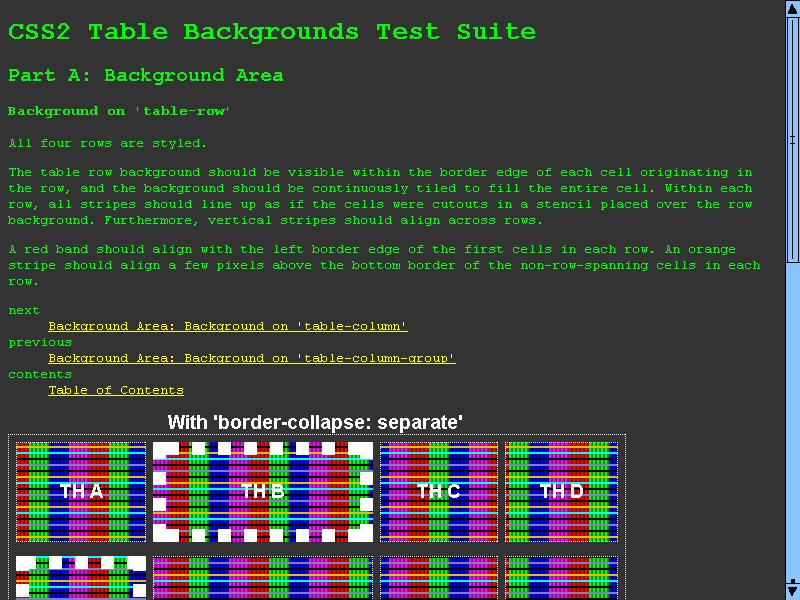 CSS2 Table Backgrounds Test Suite
Part A: Background Area
Background on 'table-row'
All four rows are styled.
The table row background should be visible within the border edge of each cell originating in
the row, and the background should be continuously tiled to fill the entire cell. Within each
row, all stripes should line up as if the cells were cutouts in a stencil placed over the row
background. Furthermore, vertical stripes should align across rows.
A red band should align with the left border edge of the first cells in each row. An orange
stripe should align a few pixels above the bottom border of the non-row-spanning cells in each
row.
next
Background Area: Background on 'table-column'
previous
Background Area: Background on 'table-column-group'
contents
Table of Contents
With 'border-collapse: separate'
TH A TH B TH C TH D